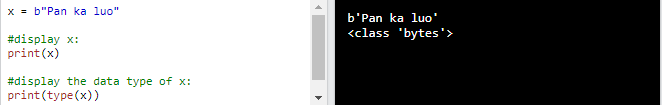 x = b"Pan ka luo"
#display x:
print(x)
#display the data type of x:
print(type(x))
b'Pan ka luo'
<class 'bytes'>